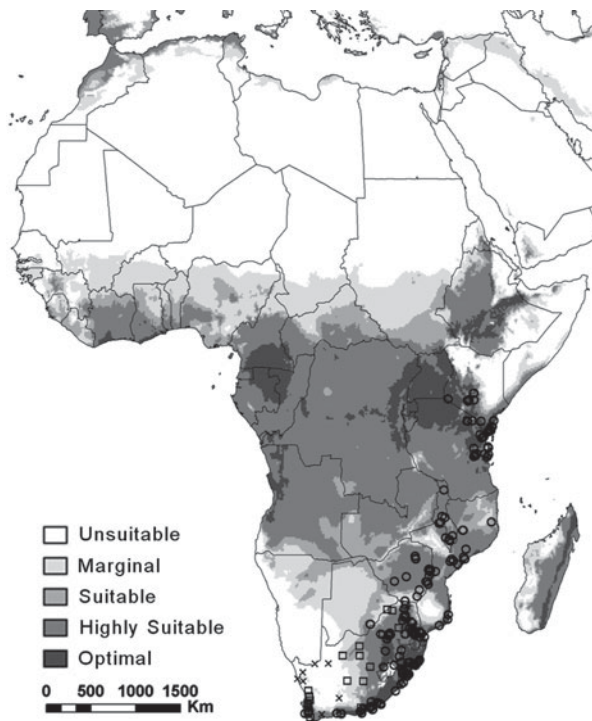 Unsuitable
Marginal
Suitable
Highly Suitable
Optimal
0 500 1000 1500
Km